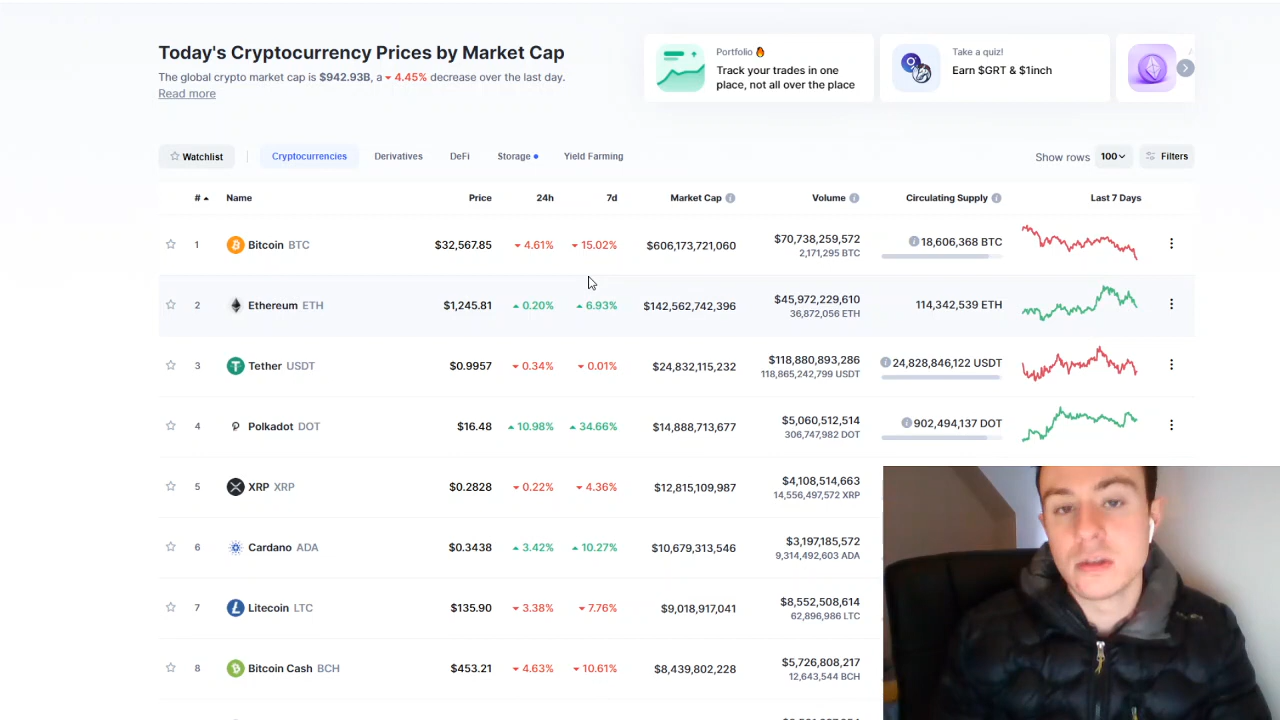 Today's Cryptocurrency Prices by Market Cap
The global crypto market cap is $942.93B, a 4.45% decrease over the last day.
Read more
Portfolio
Track your trades in one
place, not all over the place
Take a quiz!
Earn $GRT & $1inch
Watchlist
Cryptocurrencies
Derivatives
DeFi
Storage
Yield Farming
Show rows 100
Filters
# Name Price 24h 7d Market Cap Volume Circulating Supply Last 7 Days
1 Bitcoin BTC $32,567.85 4.61% 15.02% $606,173,721,060 $70,738,259,572 18,606,368 BTC
2,171,295 BTC
2 Ethereum ETH $1,245.81 0.20% 6.93% $142,562,742,396 $45,972,229,610 114,342,539 ETH
36,872,056 ETH
3 Tether USDT $0.9957 0.34% 0.01% $24,832,115,232 $118,880,893,286 24,828,846,122 USDT
118,865,242,799 USDT
4 Polkadot DOT $16.48 10.98% 34.66% $14,888,713,677 $5,060,512,514 902,494,137 DOT
306,747,982 DOT
5 XRP XRP $0.2828 0.22% 4.36% $12,815,109,987 $4,108,514,663
14,556,497,572 XRP
6 Cardano ADA $0.3438 3.42% 10.27% $10,679,313,546 $3,197,185,572
9,314,492,603 ADA
7 Litecoin LTC $135.90 3.38% 7.76% $9,018,917,041 $8,552,508,614
62,896,986 LTC
8 Bitcoin Cash BCH $453.21 4.63% 10.61% $8,439,802,228 $5,726,808,217
12,643,544 BCH